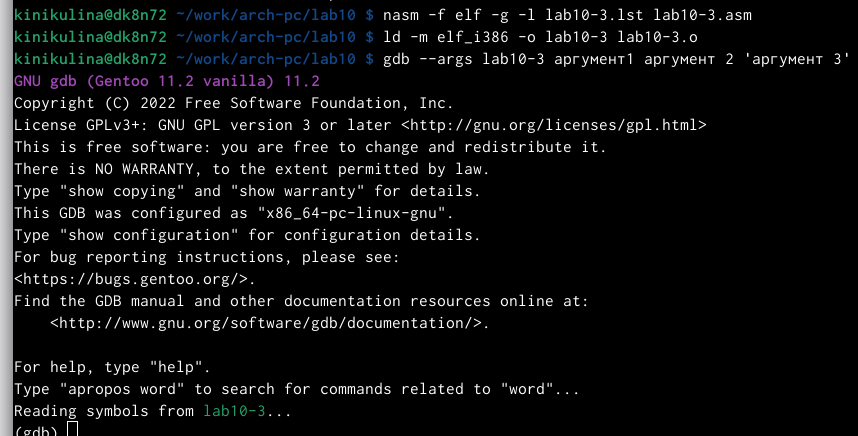 kinikulina@dk8n72 ~/work/arch-pc/lab10 $ nasm -f elf -g -l lab10-3.lst lab10-3.asm
kinikulina@dk8n72 ~/work/arch-pc/lab10 $ ld -m elf_i386 -o lab10-3 lab10-3.o
kinikulina@dk8n72 ~/work/arch-pc/lab10 $ gdb --args lab10-3 аргумент1 аргумент 2 'аргумент 3'
GNU gdb (Gentoo 11.2 vanilla) 11.2
Copyright (C) 2022 Free Software Foundation, Inc.
License GPLv3+: GNU GPL version 3 or later <http://gnu.org/licenses/gpl.html>
This is free software: you are free to change and redistribute it.
There is NO WARRANTY, to the extent permitted by law.
Type "show copying" and "show warranty" for details.
This GDB was configured as "x86_64-pc-linux-gnu".
Type "show configuration" for configuration details.
For bug reporting instructions, please see:
<https://bugs.gentoo.org/>.
Find the GDB manual and other documentation resources online at:
    <http://www.gnu.org/software/gdb/documentation/>.

For help, type "help".
Type "apropos word" to search for commands related to "word"...
Reading symbols from lab10-3...
(gdb)